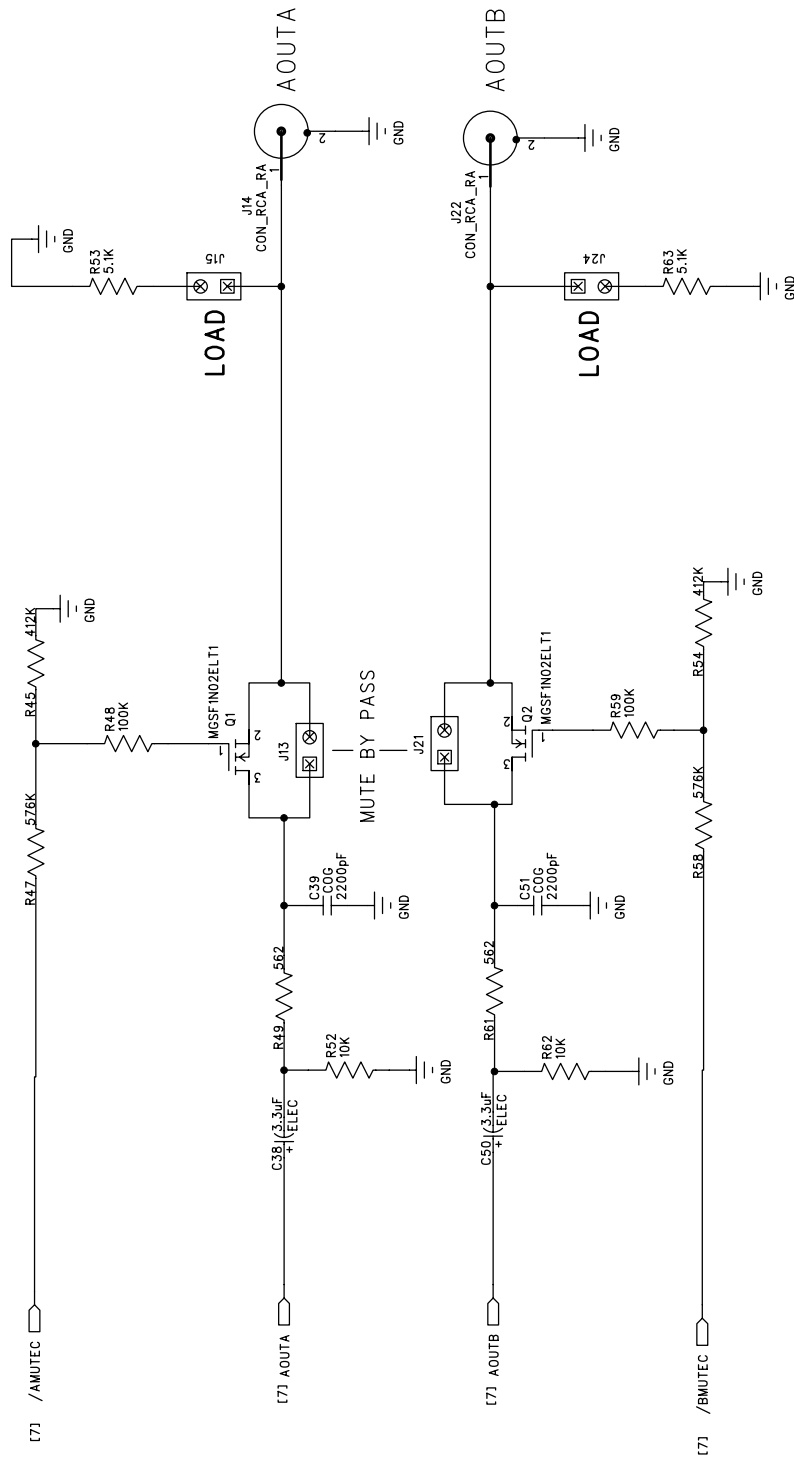 [7] /AMUTEC
R47 576K
R45 412K
GND
R48
100K
MGSF1N02ELT1
Q1
1
2
3
J13
MUTE BY PASS
[7] AOUTA
C38
3.3uF
ELEC
+
R52
10K
GND
R49 562
C39
COG
2200pF
GND
R53
5.1K
GND
J15
LOAD
J14
CON_RCA_RA
1
2
GND
AOUTA
[7] AOUTB
C50
3.3uF
ELEC
+
R62
10K
GND
R61 562
C51
COG
2200pF
GND
J21
2
3
1
Q2
MGSF1N02ELT1
R59
100K
J22
CON_RCA_RA
1
2
GND
AOUTB
LOAD
J24
R63
5.1K
GND
[7] /BMUTEC
R58 576K
R54 412K
GND